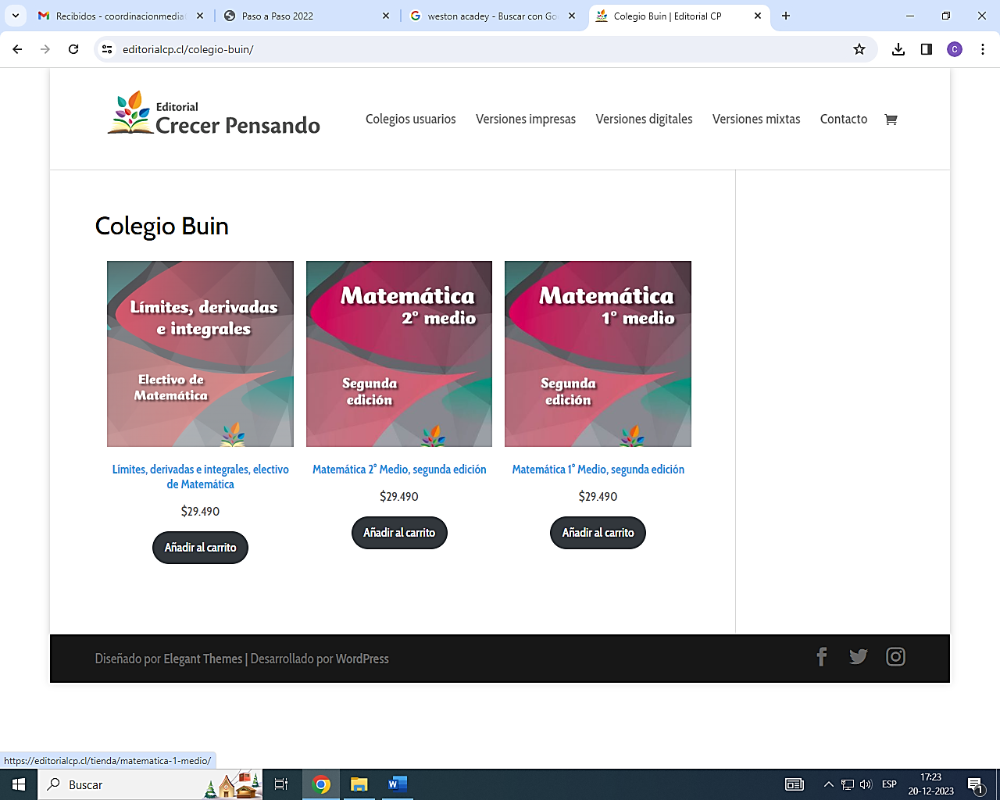 Recibidos - coordinacionmedia
Paso a Paso 2022
weston acadey - Buscar con Go
Colegio Buin | Editorial CP
editorialcp.cl/colegio-buin/
C
Editorial
Crecer Pensando
Colegios usuarios
Versiones impresas
Versiones digitales
Versiones mixtas
Contacto
Colegio Buin
Límites, derivadas
e integrales
Electivo de
Matemática
Matemática
2° medio
Segunda
edición
Matemática
1° medio
Segunda
edición
Límites, derivadas e integrales, electivo
de Matemática
$29.490
Añadir al carrito
Matemática 2° Medio, segunda edición
$29.490
Añadir al carrito
Matemática 1° Medio, segunda edición
$29.490
Añadir al carrito
Diseñado por Elegant Themes | Desarrollado por WordPress
https://editorialcp.cl/tienda/matematica-1-medio/
Buscar
W
ESP
17:23
20-12-2023
1